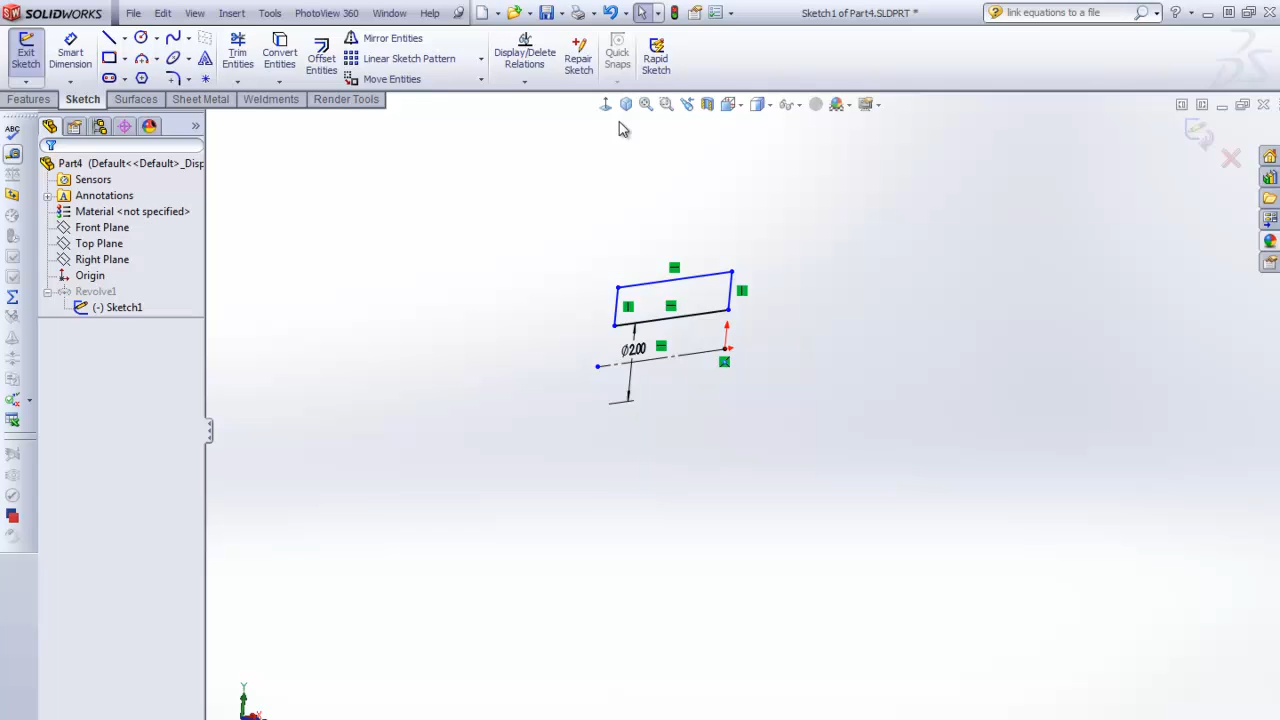 SOLIDWORKS File Edit View Insert Tools PhotoView 360 Window Help Sketch1 of Part4.SLDPRT * link equations to a file
Exit Sketch
Smart Dimension
Trim Entities
Convert Entities
Offset Entities
Mirror Entities
Linear Sketch Pattern
Move Entities
Display/Delete Relations
Repair Sketch
Quick Snaps
Rapid Sketch
Features Sketch Surfaces Sheet Metal Weldments Render Tools
Part4 (Default<<Default>_Disp
Sensors
Annotations
Material <not specified>
Front Plane
Top Plane
Right Plane
Origin
Revolve1
(-) Sketch1
∅2.00
Y
X